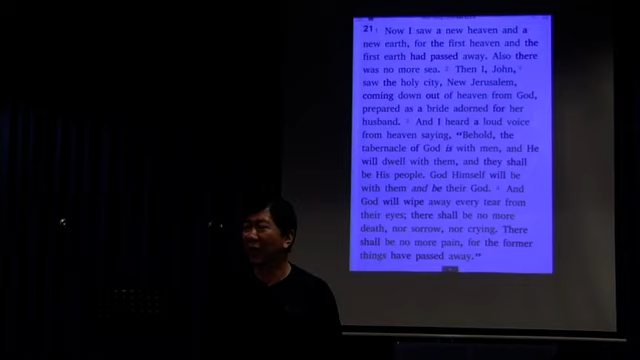 21 1 Now I saw a new heaven and a
new earth, for the first heaven and the
first earth had passed away. Also there
was no more sea. 2 Then I, John,
saw the holy city, New Jerusalem,
coming down out of heaven from God,
prepared as a bride adorned for her
husband. 3 And I heard a loud voice
from heaven saying, “Behold, the
tabernacle of God is with men, and He
will dwell with them, and they shall
be His people. God Himself will be
with them and be their God. 4 And
God will wipe away every tear from
their eyes; there shall be no more
death, nor sorrow, nor crying. There
shall be no more pain, for the former
things have passed away.”